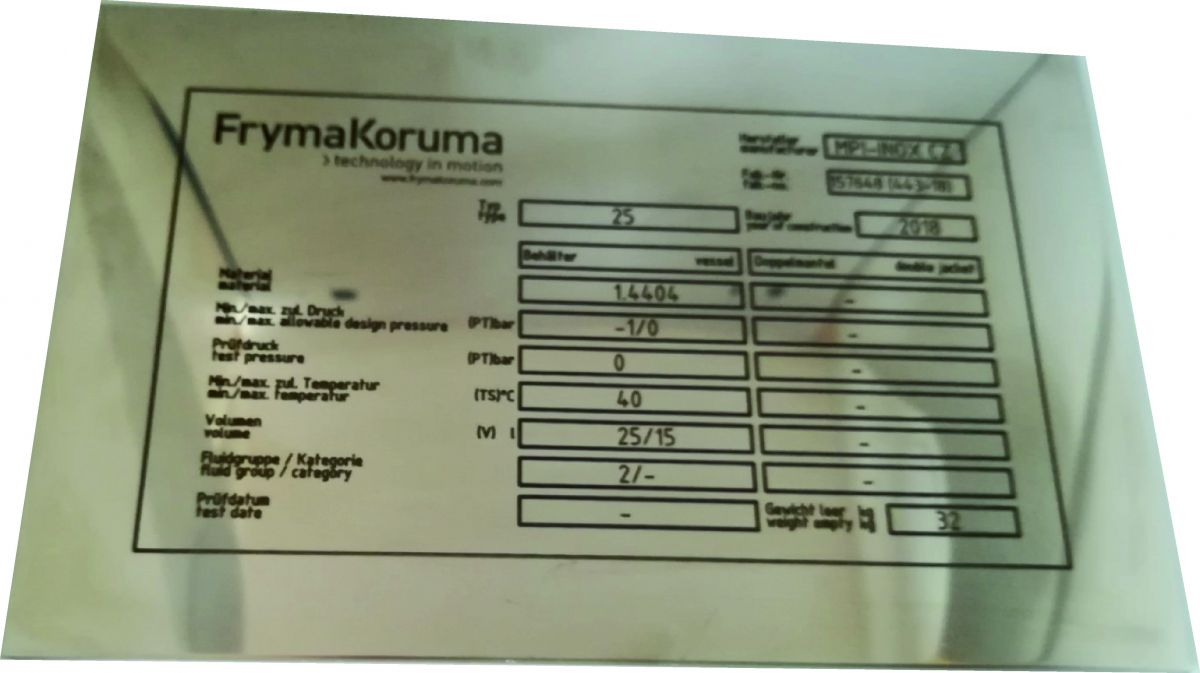 FrymaKoruma
> technology in motion
www.frymakoruma.com
Hersteller
manufacturer MPI-INOX CZ
Fab.-Nr.
fab.-no.
Typ
type 25
Baujahr
year of construction 2018
Behälter vessel Doppelmantel double jacket
Material
material 1.4404 -
Min./max. zul. Druck
min./max. allowable design pressure (PT)bar -1/0 -
Prüfdruck
test pressure (PT)bar 0 -
Min./max. zul. Temperatur
min./max. temperatur (TS)°C 40 -
Volumen
volume (V) l 25/15 -
Fluidgruppe / Kategorie
fluid group / category 2/- -
Prüfdatum
test date -
Gewicht leer kg
weight empty kg 32